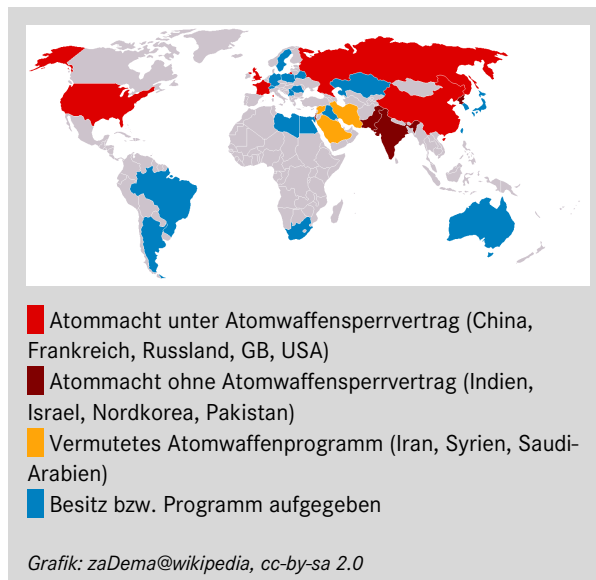 Atommacht unter Atomwaffensperrvertrag (China,
Frankreich, Russland, GB, USA)
Atommacht ohne Atomwaffensperrvertrag (Indien,
Israel, Nordkorea, Pakistan)
Vermutetes Atomwaffenprogramm (Iran, Syrien, Saudi-
Arabien)
Besitz bzw. Programm aufgegeben
Grafik: zaDema@wikipedia, cc-by-sa 2.0